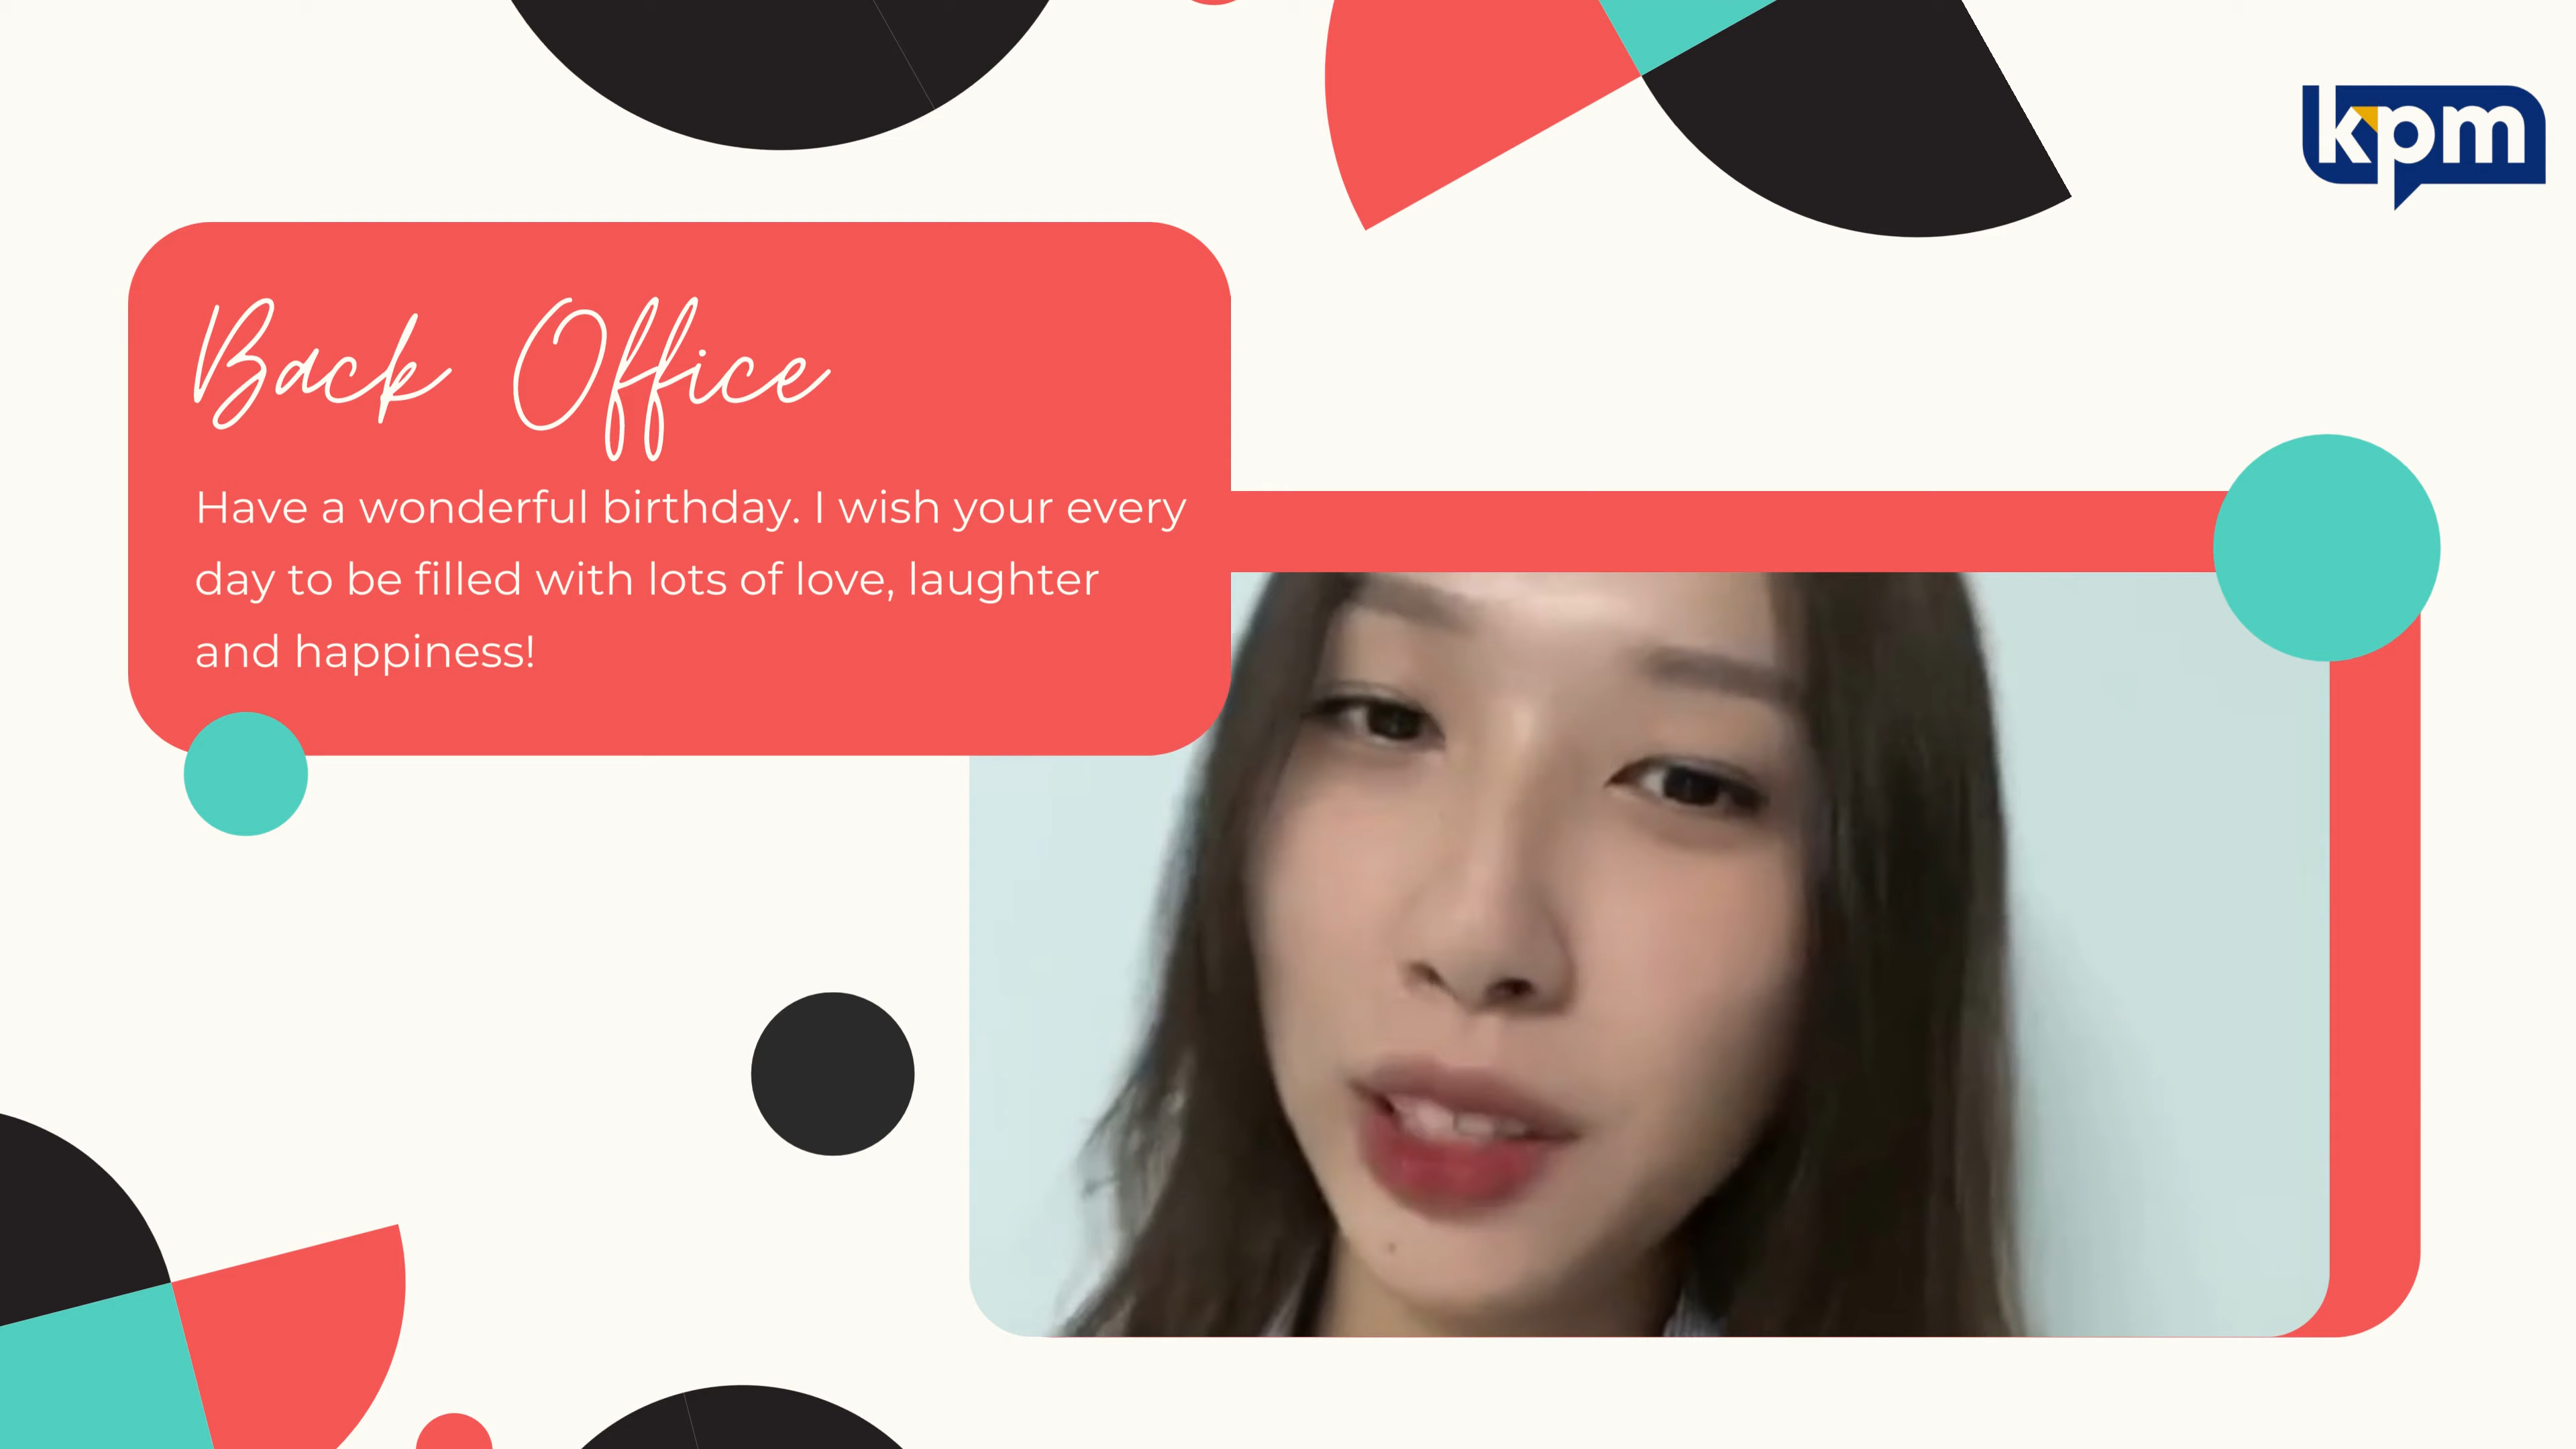 kpm
Back Office
Have a wonderful birthday. I wish your every
day to be filled with lots of love, laughter
and happiness!